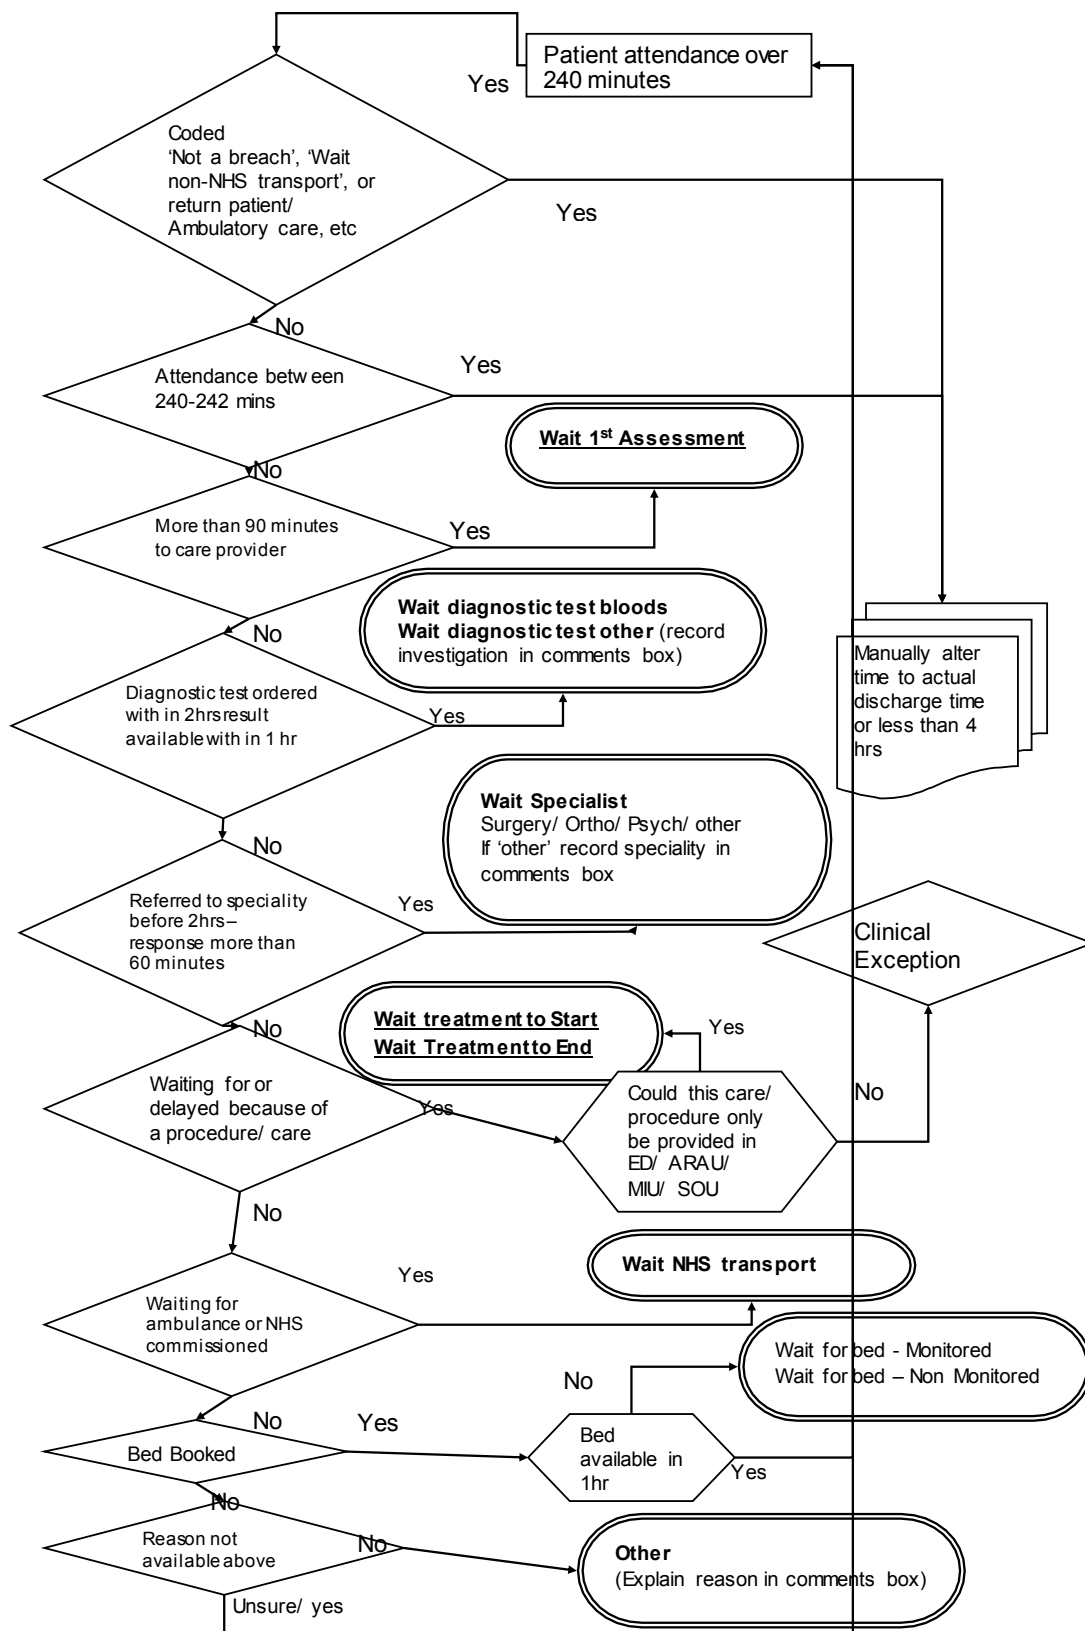 Patient attendance over
240 minutes
Yes
Coded
‘Not a breach’, ‘Wait
non-NHS transport’, or
return patient/
Ambulatory care, etc
Yes
No
Attendance between
240-242 mins
Yes
Wait 1st Assessment
No
More than 90 minutes
to care provider
Yes
Wait diagnostic test bloods
Wait diagnostic test other (record
investigation in comments box)
No
Diagnostic test ordered
with in 2hrs result
available with in 1 hr
Yes
Manually alter
time to actual
discharge time
or less than 4
hrs
Wait Specialist
Surgery/ Ortho/ Psych/ other
If ‘other’ record speciality in
comments box
No
Referred to speciality
before 2hrs –
response more than
60 minutes
Yes
Clinical
Exception
No
Wait treatment to Start
Wait Treatment to End
Yes
Waiting for or
delayed because of
a procedure/ care
Yes
Could this care/
procedure only
be provided in
ED/ ARAU/
MIU/ SOU
No
No
Wait NHS transport
Waiting for
ambulance or NHS
commissioned
Yes
Wait for bed - Monitored
Wait for bed – Non Monitored
No
No
Bed Booked
Yes
Bed
available in
1hr
Yes
No
Reason not
available above
No
Other
(Explain reason in comments box)
Unsure/ yes